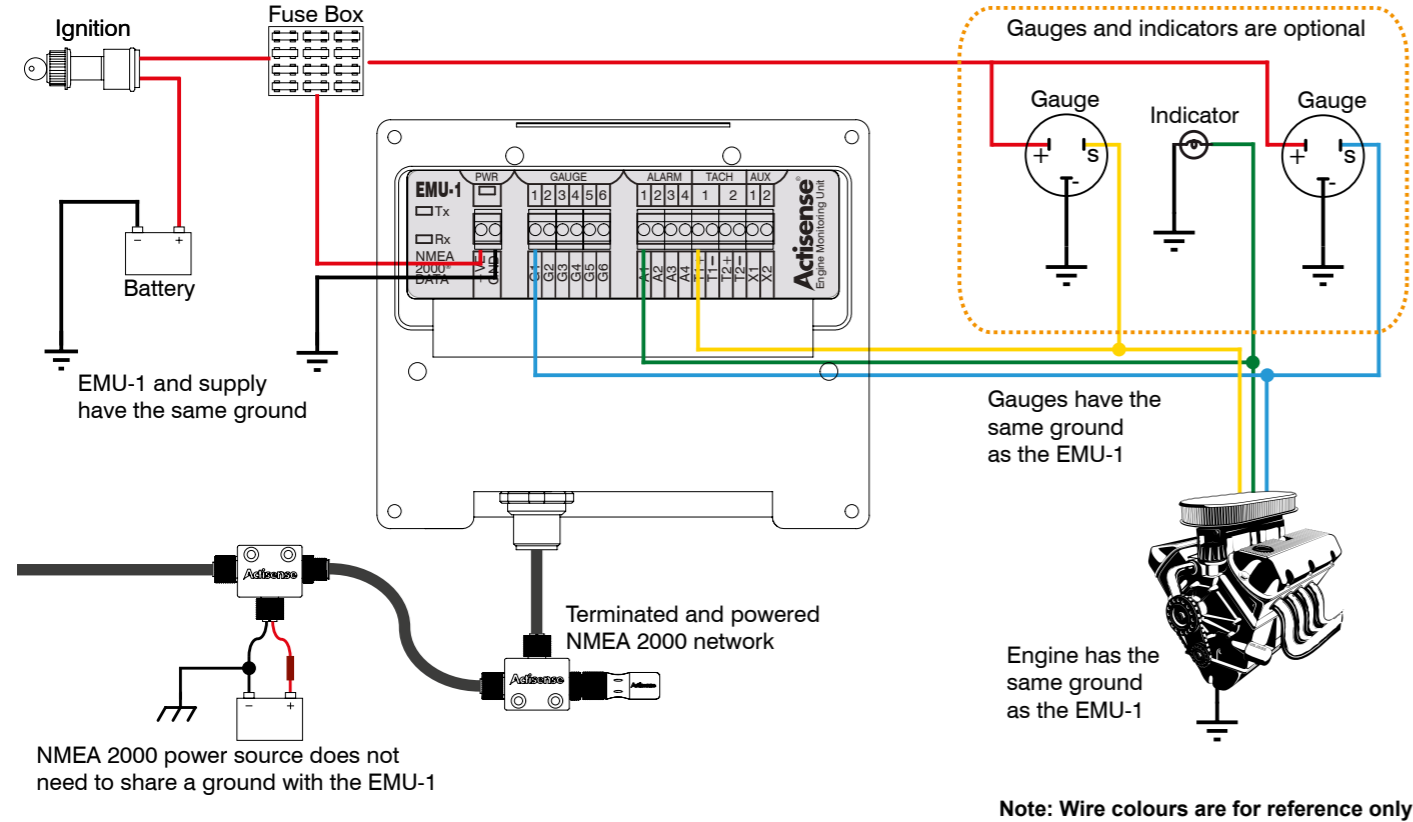 Ignition
Fuse Box
Gauges and indicators are optional
Gauge
Indicator
Gauge
+
S
-
+
S
-
EMU-1
PWR
GAUGE
ALARM
TACH
AUX
1 2 3 4 5 6
1 2 3 4
1 2
1 2
Tx
Rx
NMEA
2000®
DATA
+VE
GND
G1
G2
G3
G4
G5
G6
A1
A2
A3
A4
T1+
T1-
T2+
T2-
X1
X2
Actisense®
Engine Monitoring Unit
- +
Battery
EMU-1 and supply
have the same ground
Gauges have the
same ground
as the EMU-1
Actisense
Terminated and powered
NMEA 2000 network
Actisense
Actisense
Engine has the
same ground
as the EMU-1
- +
NMEA 2000 power source does not
need to share a ground with the EMU-1
Note: Wire colours are for reference only